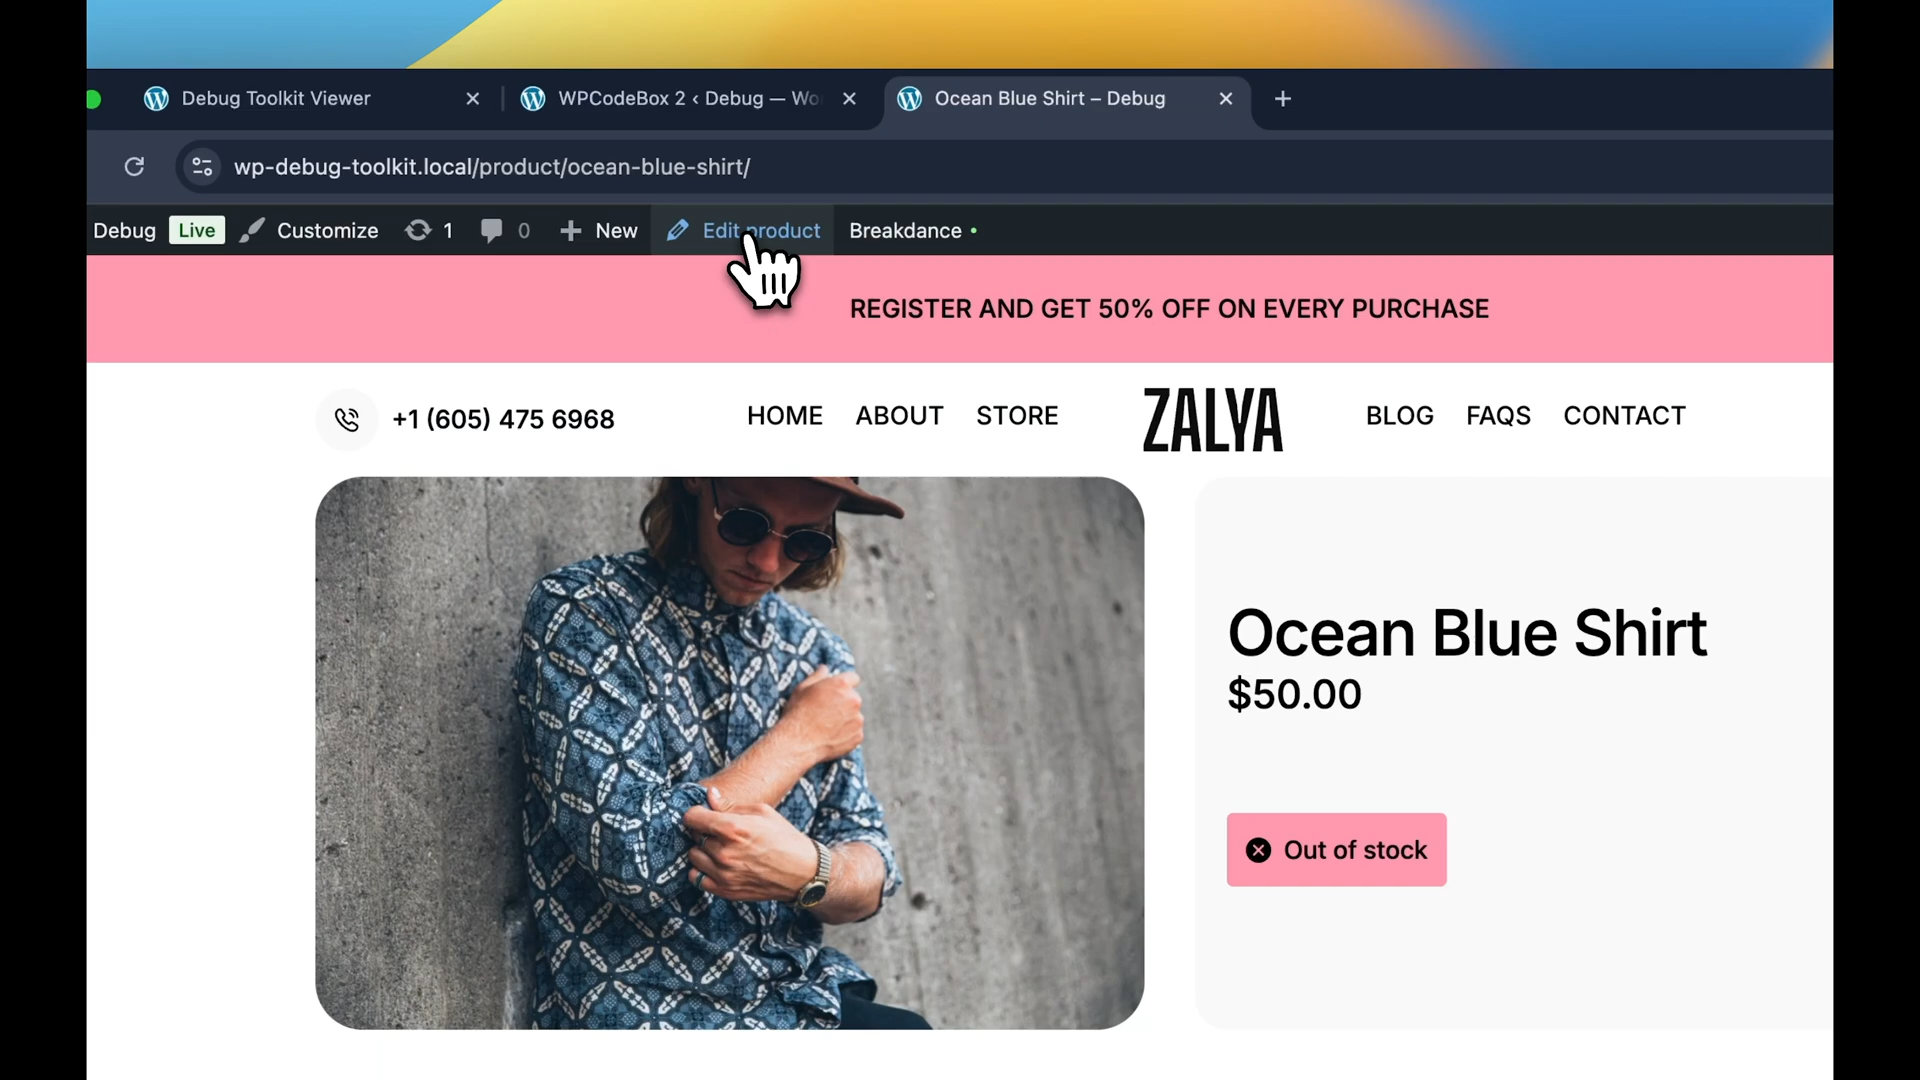 Debug Toolkit Viewer
WPCodeBox 2 ‹ Debug — Wo
Ocean Blue Shirt – Debug
wp-debug-toolkit.local/product/ocean-blue-shirt/
Debug Live Customize 1 0 New Edit product Breakdance
REGISTER AND GET 50% OFF ON EVERY PURCHASE
+1 (605) 475 6968 HOME ABOUT STORE ZALYA BLOG FAQS CONTACT
Ocean Blue Shirt
$50.00
Out of stock